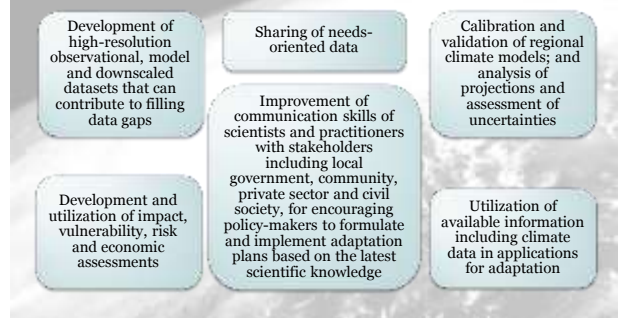 Development of
high-resolution
observational, model
and downscaled
datasets that can
contribute to filling
data gaps
Sharing of needs-
oriented data
Calibration and
validation of regional
climate models; and
analysis of
projections and
assessment of
uncertainties
Improvement of
communication skills of
scientists and practitioners
with stakeholders
including local
government, community,
private sector and civil
society, for encouraging
policy-makers to formulate
and implement adaptation
plans based on the latest
scientific knowledge
Development and
utilization of impact,
vulnerability, risk
and economic
assessments
Utilization of
available information
including climate
data in applications
for adaptation